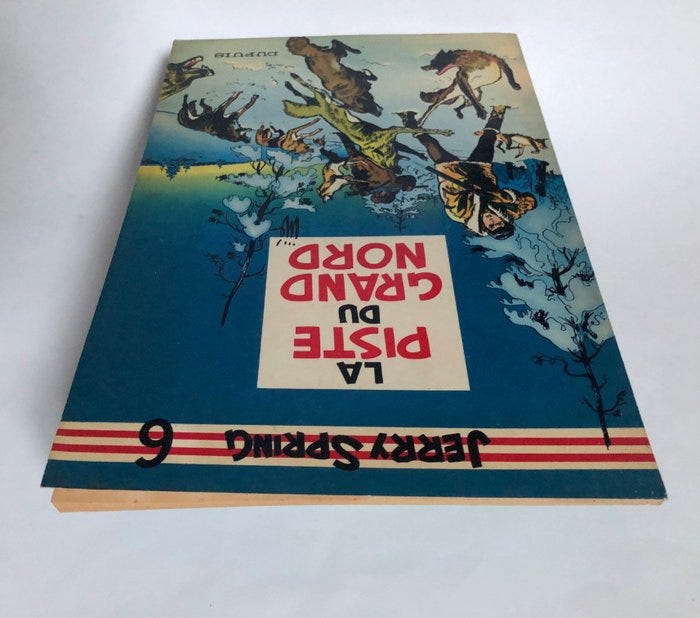 JERRY SPRING 6
LA
PISTE
DU
GRAND
NORD
DUPUIS